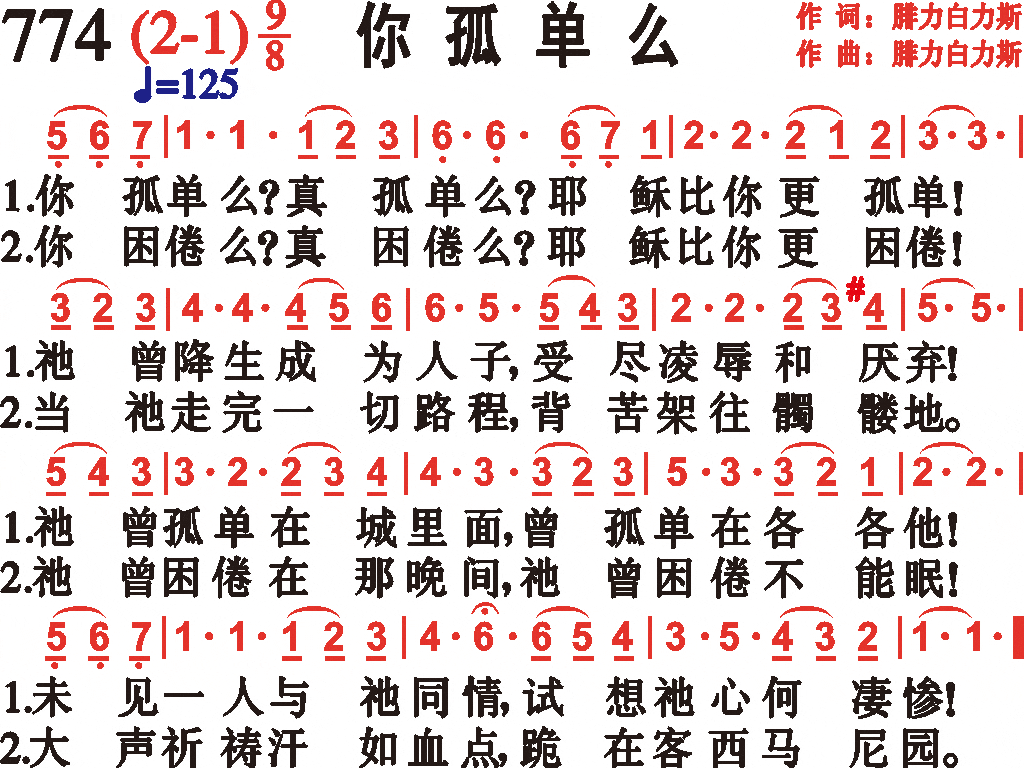 774 (2-1) 9/8 你孤单么 作词：腓力白力斯
♩=125 作曲：腓力白力斯
5 6 7|1·1·1 2 3|6·6·6 7 1|2·2·2 1 2|3·3·|
1.你 孤单么?真 孤单么?耶 稣比你更 孤单!
2.你 困倦么?真 困倦么?耶 稣比你更 困倦!
3 2 3|4·4·4 5 6|6·5·5 4 3|2·2·2 3 #4|5·5·|
1.祂 曾降生成 为人子,受 尽凌辱和 厌弃!
2.当 祂走完一 切路程,背 苦架往髑 髅地。
5 4 3|3·2·2 3 4|4·3·3 2 3|5·3·3 2 1|2·2·|
1.祂 曾孤单在 城里面,曾 孤单在各 各他!
2.祂 曾困倦在 那晚间,祂 曾困倦不 能眠!
5 6 7|1·1·1 2 3|4·6·6 5 4|3·5·4 3 2|1·1·
1.未 见一人与 祂同情,试 想祂心何 凄惨!
2.大 声祈祷汗 如血点,跪 在客西马 尼园。